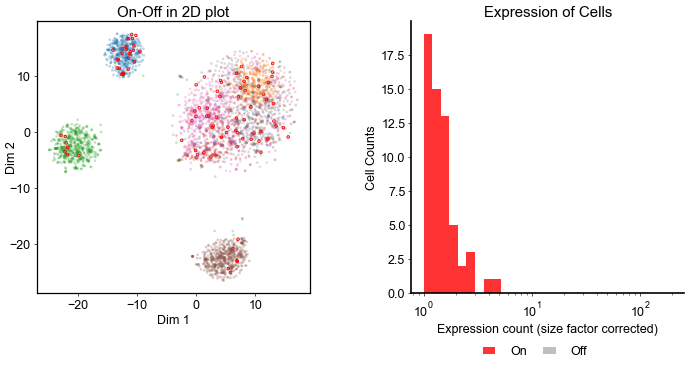 On-Off in 2D plot
Dim 2
10
0
−10
−20
−20
−10
0
10
Dim 1
Expression of Cells
Cell Counts
17.5
15.0
12.5
10.0
7.5
5.0
2.5
0.0
10⁰
10¹
10²
Expression count (size factor corrected)
On
Off